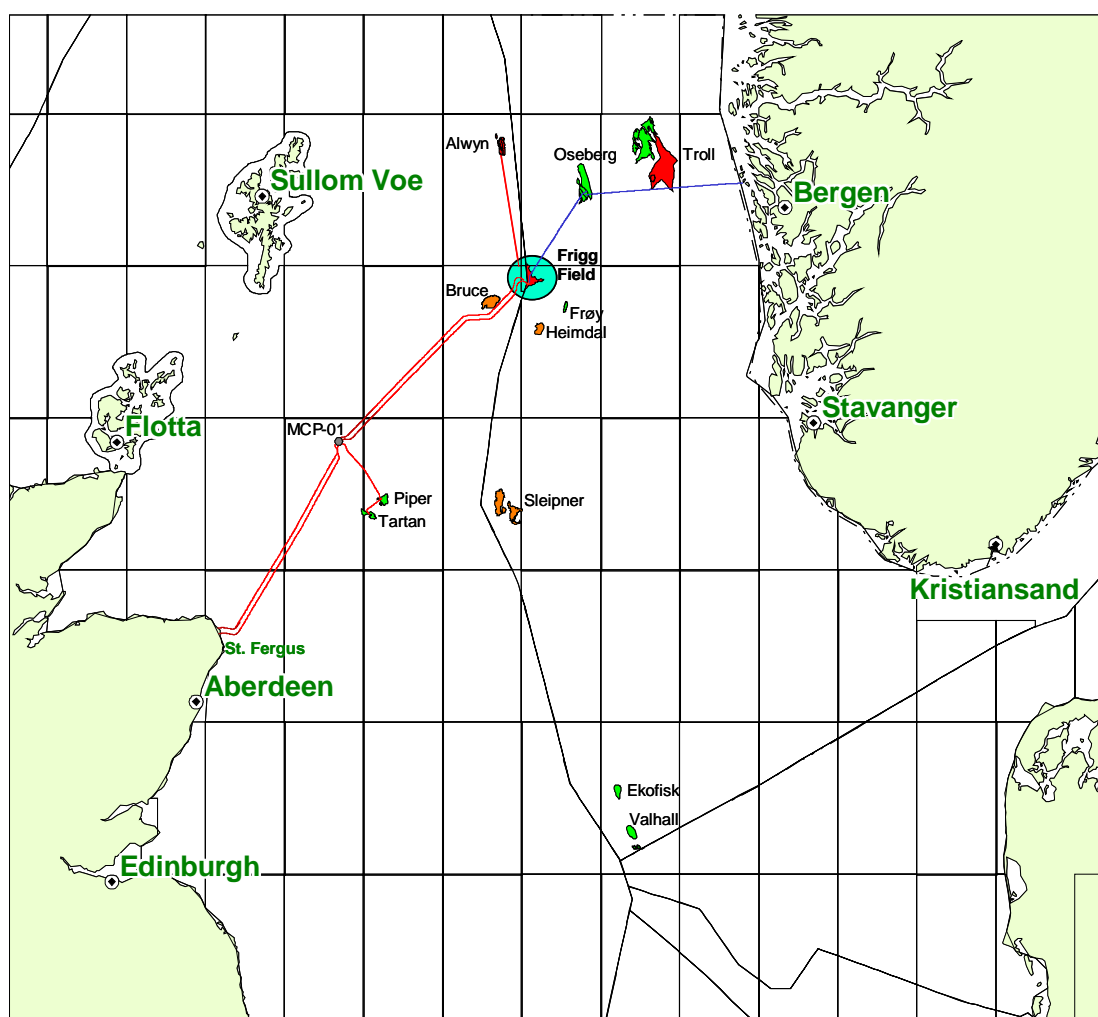 Alwyn
Oseberg
Troll
Sullom Voe
Bergen
Frigg
Field
Bruce
Frøy
Heimdal
Stavanger
Flotta
MCP-01
Piper
Tartan
Sleipner
Kristiansand
St. Fergus
Aberdeen
Ekofisk
Valhall
Edinburgh